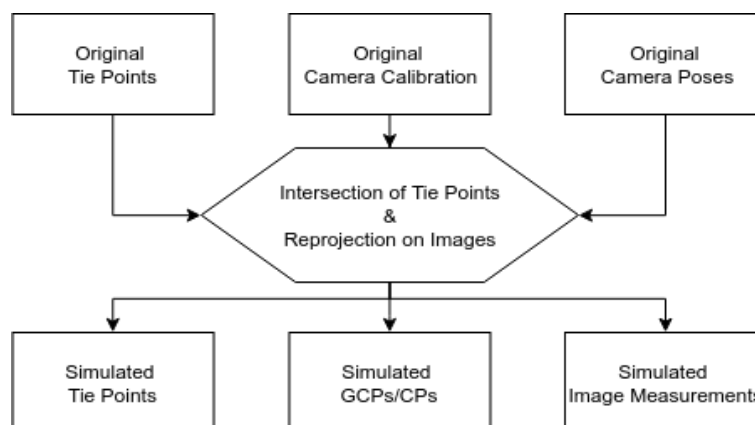 Original
Tie Points
Original
Camera Calibration
Original
Camera Poses
Intersection of Tie Points
&
Reprojection on Images
Simulated
Tie Points
Simulated
GCPs/CPs
Simulated
Image Measurements